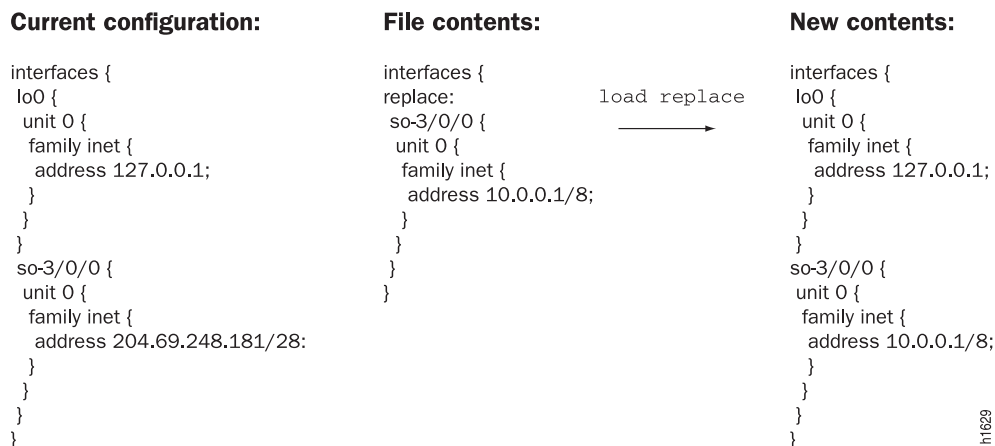 Current configuration:
interfaces {
lo0 {
unit 0 {
family inet {
address 127.0.0.1;
}
}
}
so-3/0/0 {
unit 0 {
family inet {
address 204.69.248.181/28:
}
}
}
}
File contents:
interfaces {
replace:
so-3/0/0 {
unit 0 {
family inet {
address 10.0.0.1/8;
}
}
}
}
load replace
New contents:
interfaces {
lo0 {
unit 0 {
family inet {
address 127.0.0.1;
}
}
}
so-3/0/0 {
unit 0 {
family inet {
address 10.0.0.1/8;
}
}
}
}
h1629